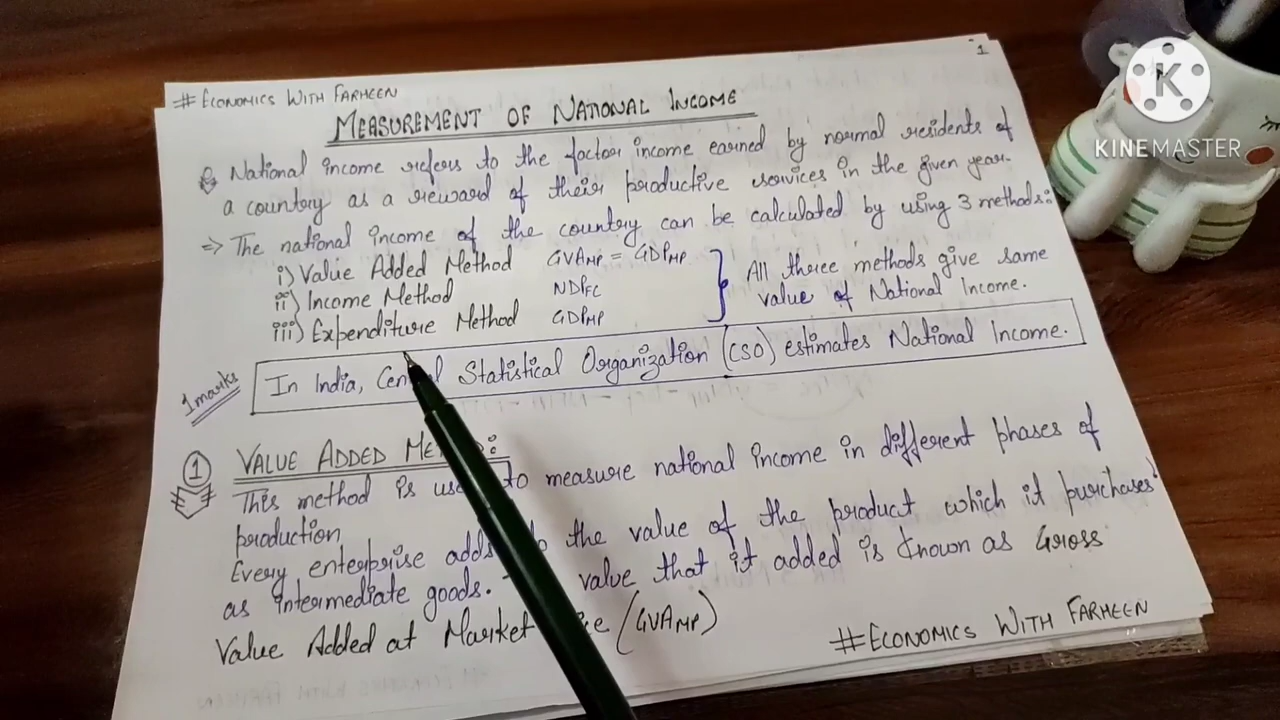 1
# ECONOMICS WITH FARHEEN
MEASUREMENT OF NATIONAL INCOME
National income refers to the factor income earned by normal residents of
a country as a reward of their productive services in the given year.
⇒ The national income of the country can be calculated by using 3 methods:
i) Value Added Method GVAMP = GDPMP
ii) Income Method NDPFC
iii) Expenditure Method GDPMP
} All three methods give same
value of National Income.
1 marks
In India, Statistical Organization (CSO) estimates National Income.
1 VALUE ADDED
This method is to measure national income in different phases of
production
Every enterprise adds the value of the product which it purchases
as intermediate goods. value that it added is known as Gross
Value Added at Market (GVAMP)
#ECONOMICS WITH FARHEEN
K
KINEMASTER